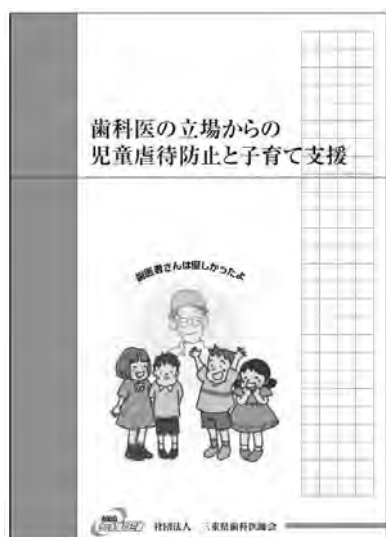 歯科医の立場からの
児童虐待防止と子育て支援
歯医者さんは優しかったよ
社団法人 三重県歯科医師会